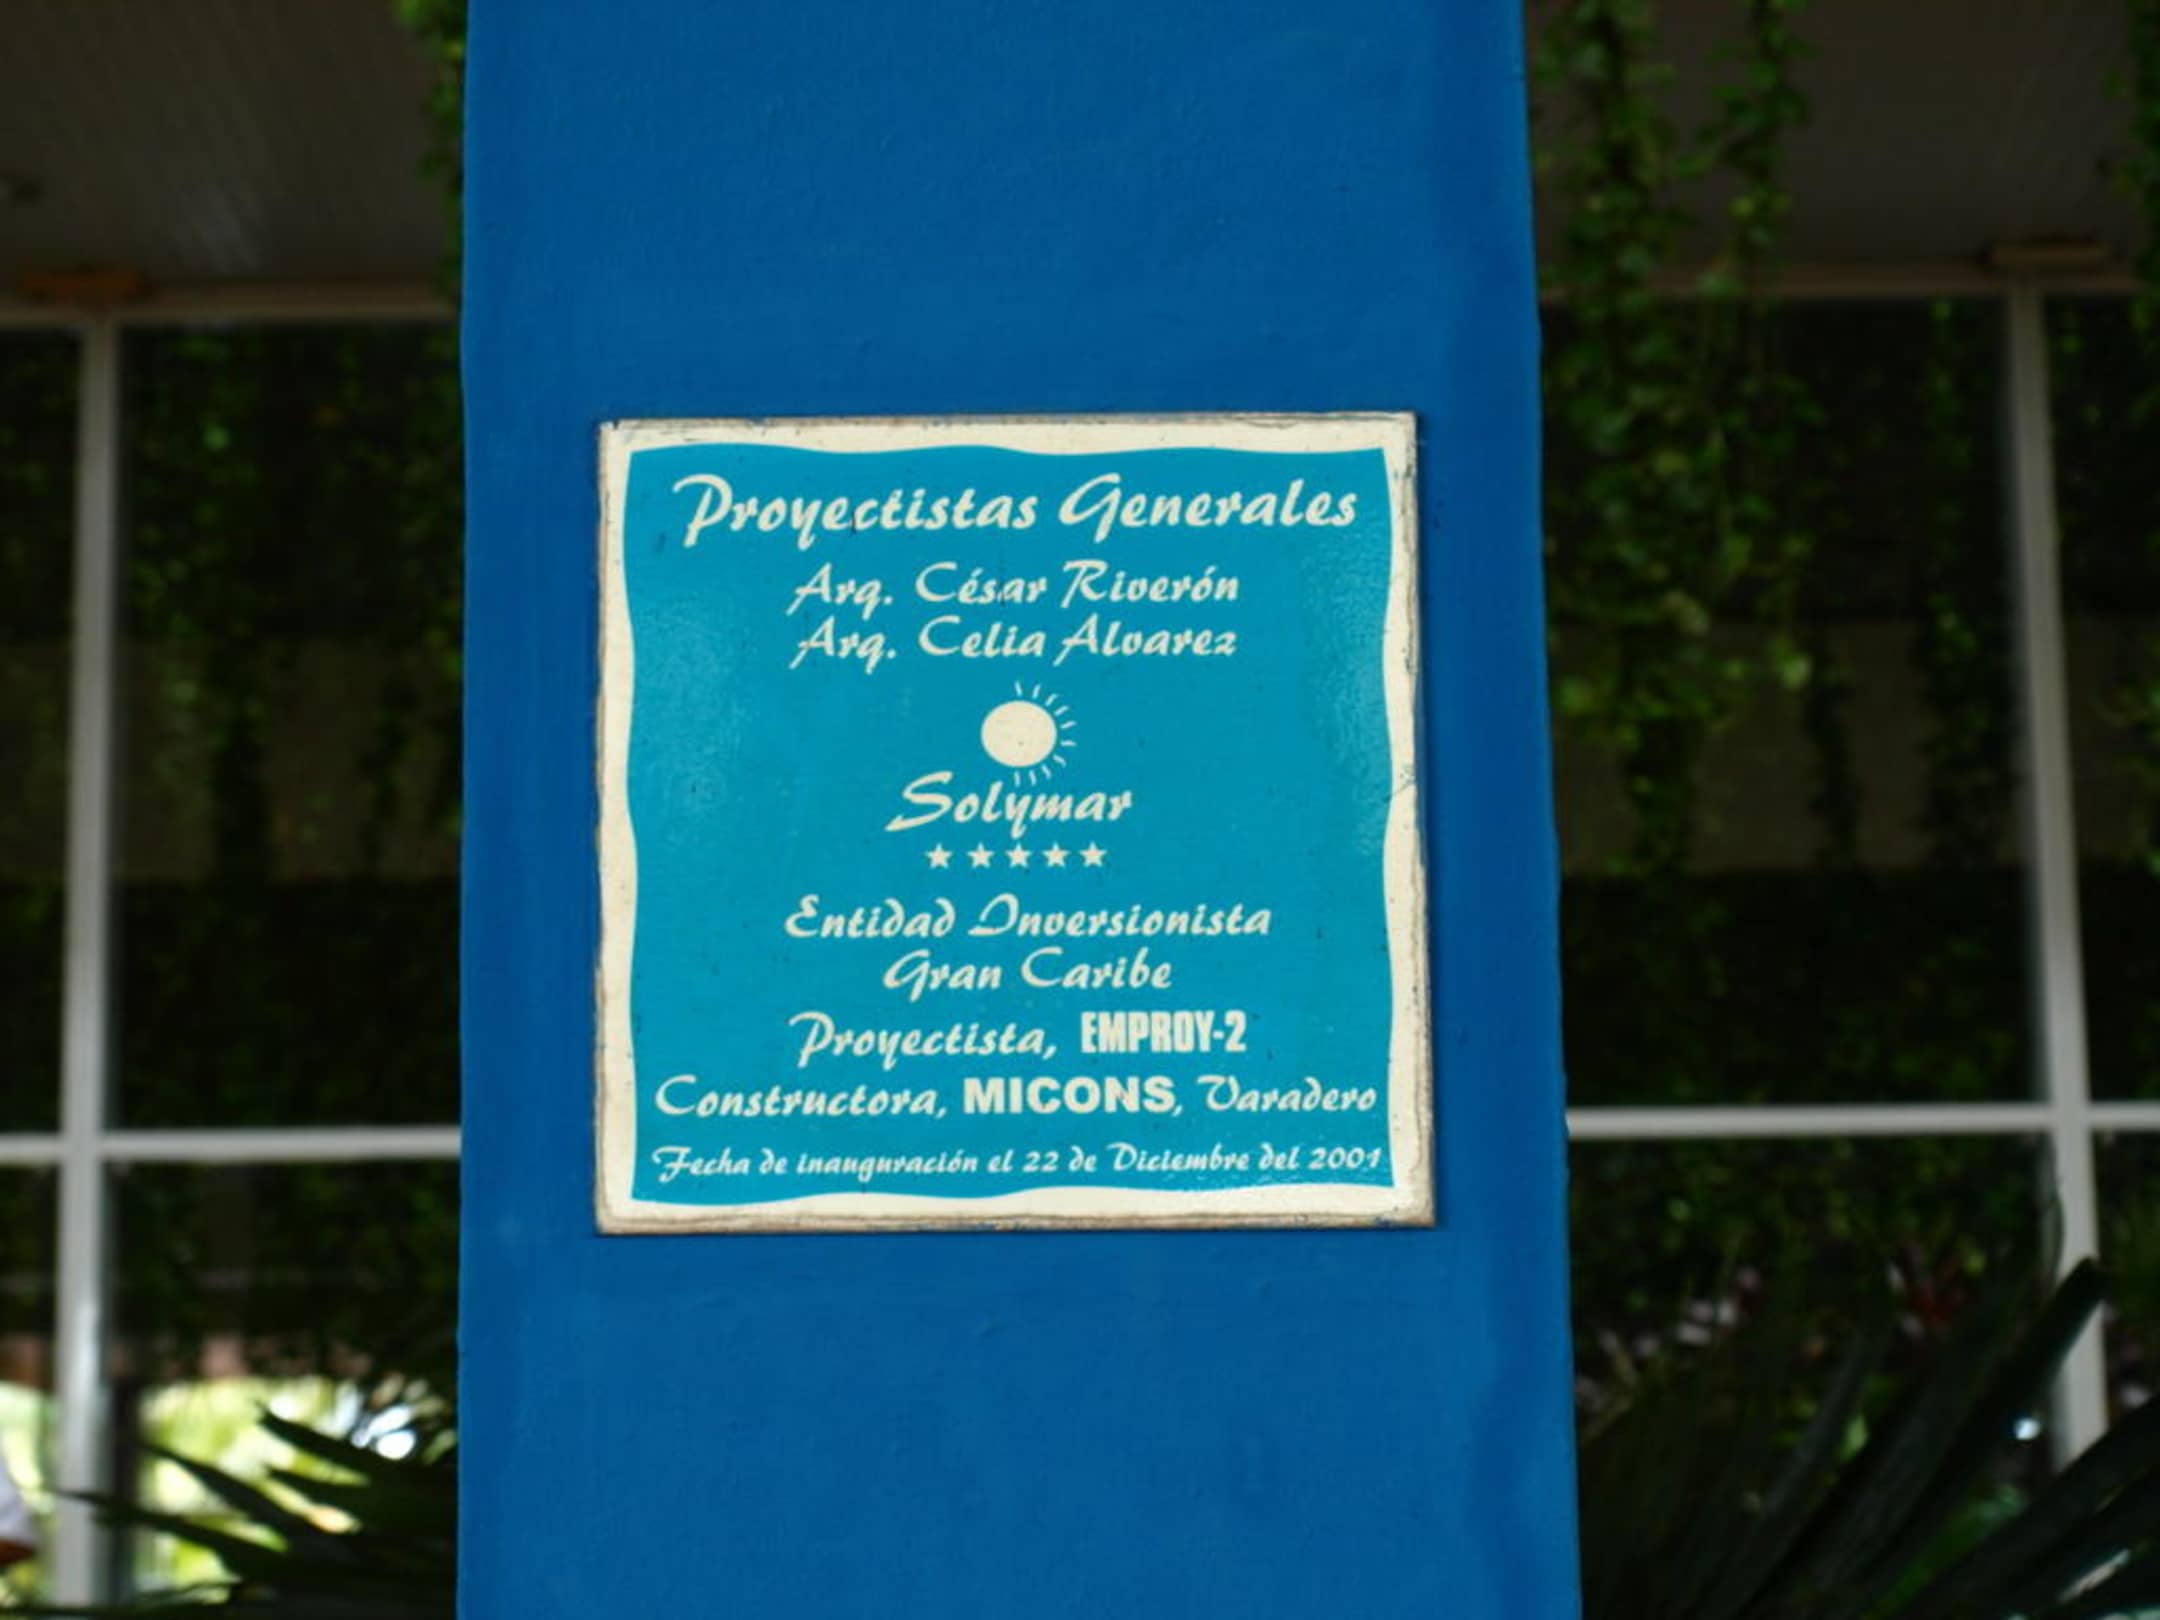 Proyectistas Generales
Arq. César Riverón
Arq. Celia Alvarez
Solymar
★★★★★
Entidad Inversionista
Gran Caribe
Proyectista, EMPROY-2
Constructora, MICONS, Varadero
Fecha de inauguración el 22 de Diciembre del 2001